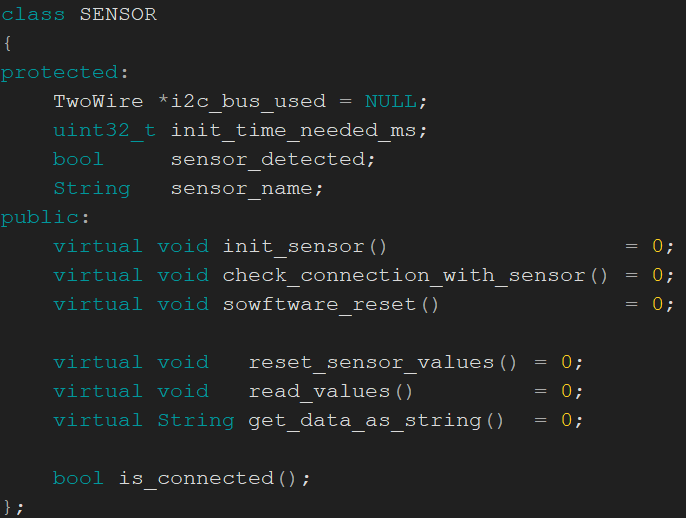 class SENSOR
{
protected:
    TwoWire *i2c_bus_used = NULL;
    uint32_t init_time_needed_ms;
    bool     sensor_detected;
    String   sensor_name;
public:
    virtual void init_sensor()                  = 0;
    virtual void check_connection_with_sensor() = 0;
    virtual void sowftware_reset()              = 0;

    virtual void   reset_sensor_values() = 0;
    virtual void   read_values()         = 0;
    virtual String get_data_as_string()  = 0;

    bool is_connected();
};